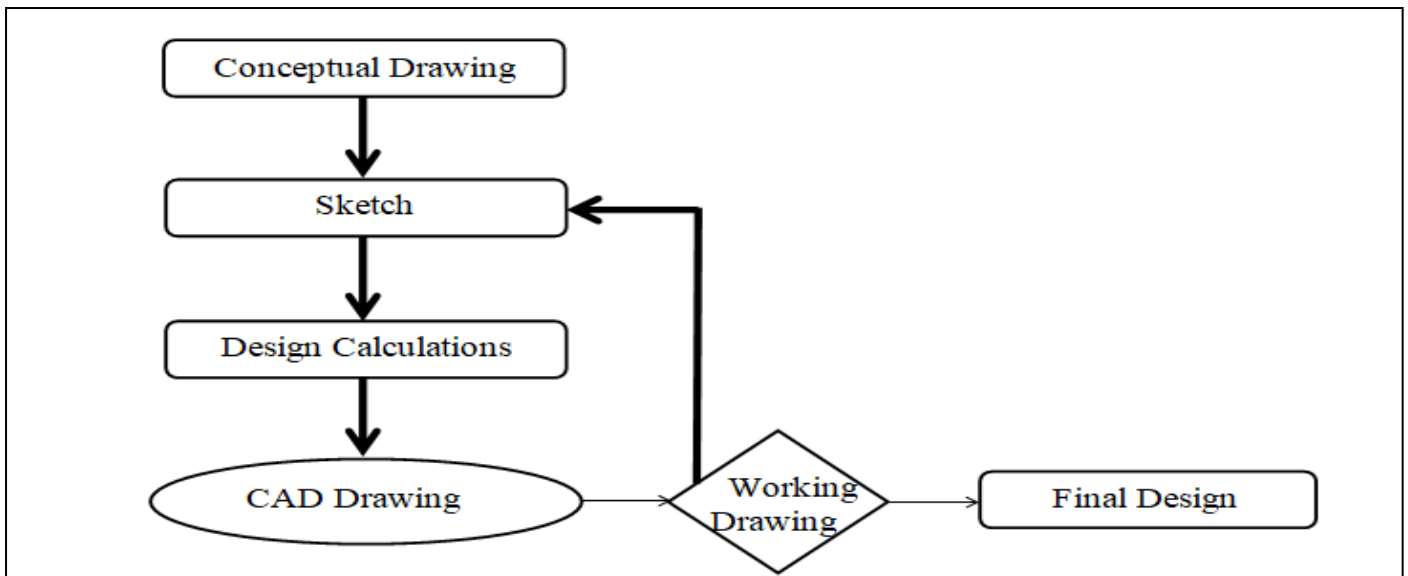 Conceptual Drawing
Sketch
Design Calculations
CAD Drawing
Working
Drawing
Final Design